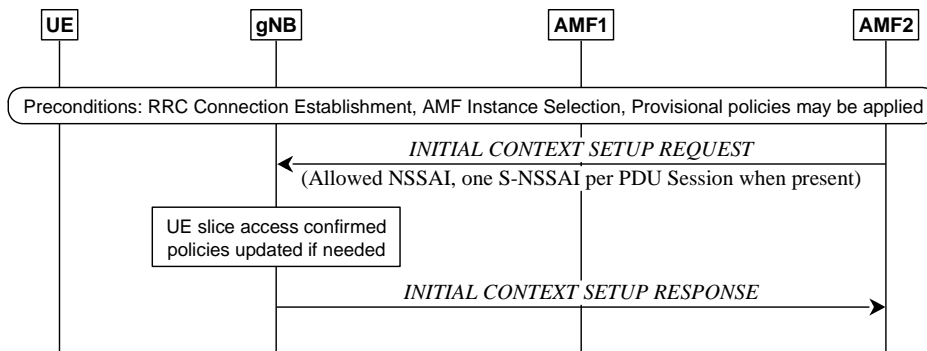 UE gNB AMF1 AMF2
Preconditions: RRC Connection Establishment, AMF Instance Selection, Provisional policies may be applied
INITIAL CONTEXT SETUP REQUEST
(Allowed NSSAI, one S-NSSAI per PDU Session when present)
UE slice access confirmed
policies updated if needed
INITIAL CONTEXT SETUP RESPONSE